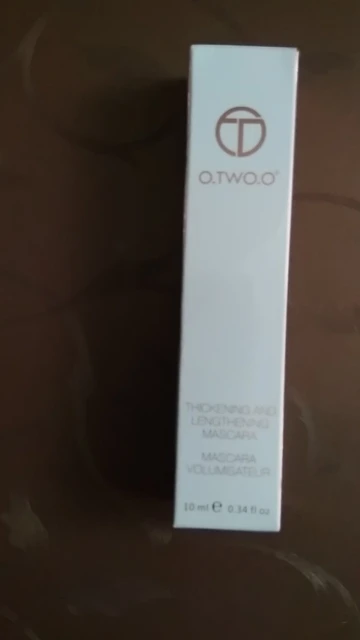 O.TWO.O®
THICKENING AND
LENGTHENING
MASCARA
MASCARA
VOLUMISATEUR
10 ml ℮ 0.34 fl oz